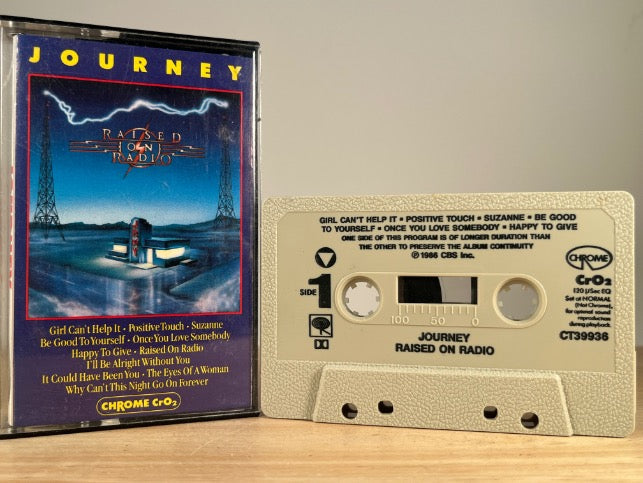 JOURNEY
RAISED
ON
RADIO
Girl Can't Help It • Positive Touch • Suzanne
Be Good To Yourself • Once You Love Somebody
Happy To Give • Raised On Radio
I'll Be Alright Without You
It Could Have Been You • The Eyes Of A Woman
Why Can't This Night Go On Forever
CHROME CrO2
GIRL CAN'T HELP IT • POSITIVE TOUCH • SUZANNE • BE GOOD
TO YOURSELF • ONCE YOU LOVE SOMEBODY • HAPPY TO GIVE
ONE SIDE OF THIS PROGRAM IS OF LONGER DURATION THAN
THE OTHER TO PRESERVE THE ALBUM CONTINUITY
℗ 1986 CBS Inc.
SIDE 1
100 50 0
JOURNEY
RAISED ON RADIO
CHROME
CrO2
120 µSec EQ
Set at NORMAL
(Not Chrome),
for optimal sound
reproduction
during playback
CT39936